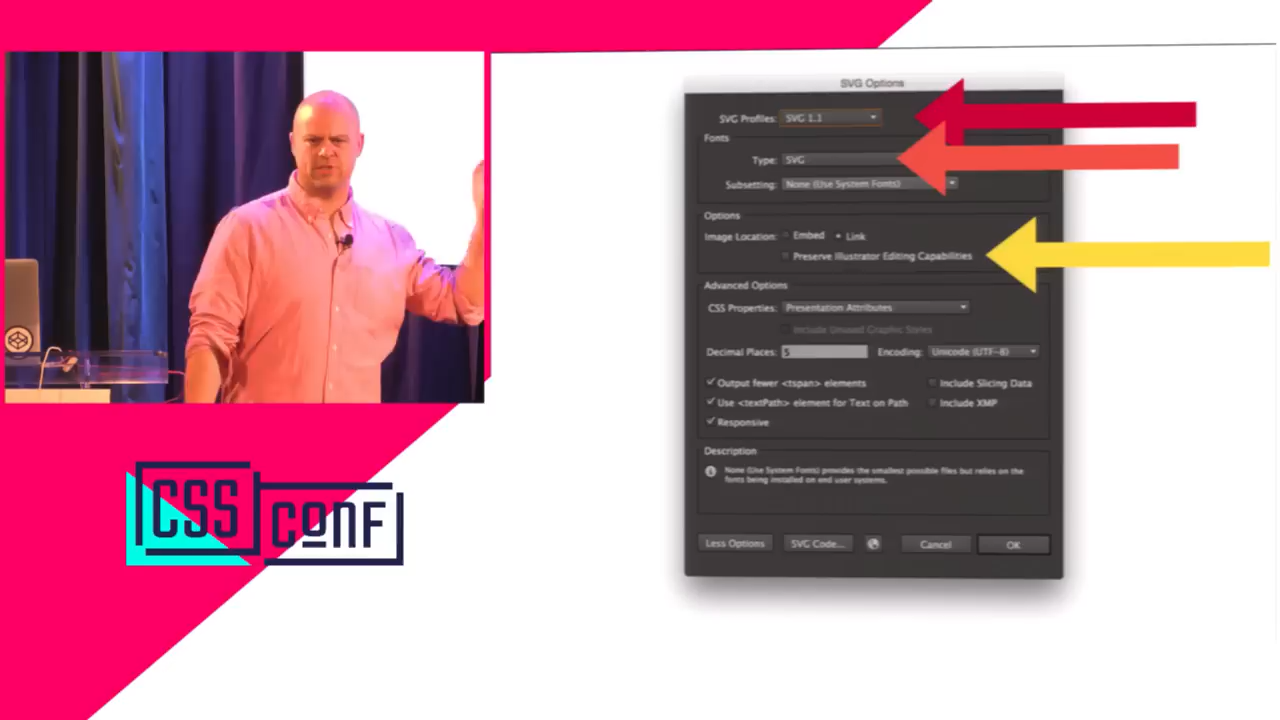 SVG Options
SVG Profiles: SVG 1.1
Fonts
Type: SVG
Subsetting: None (Use System Fonts)
Options
Image Location: Embed Link
Preserve Illustrator Editing Capabilities
Advanced Options
CSS Properties: Presentation Attributes
Include Unused Graphic Styles
Decimal Places: 5 Encoding: Unicode (UTF-8)
Output fewer <tspan> elements Include Slicing Data
Use <textPath> element for Text on Path Include XMP
Responsive
Description
None (Use System Fonts) provides the smallest possible files but relies on the
fonts being installed on end user systems.
Less Options SVG Code... Cancel OK
CSS
CONF